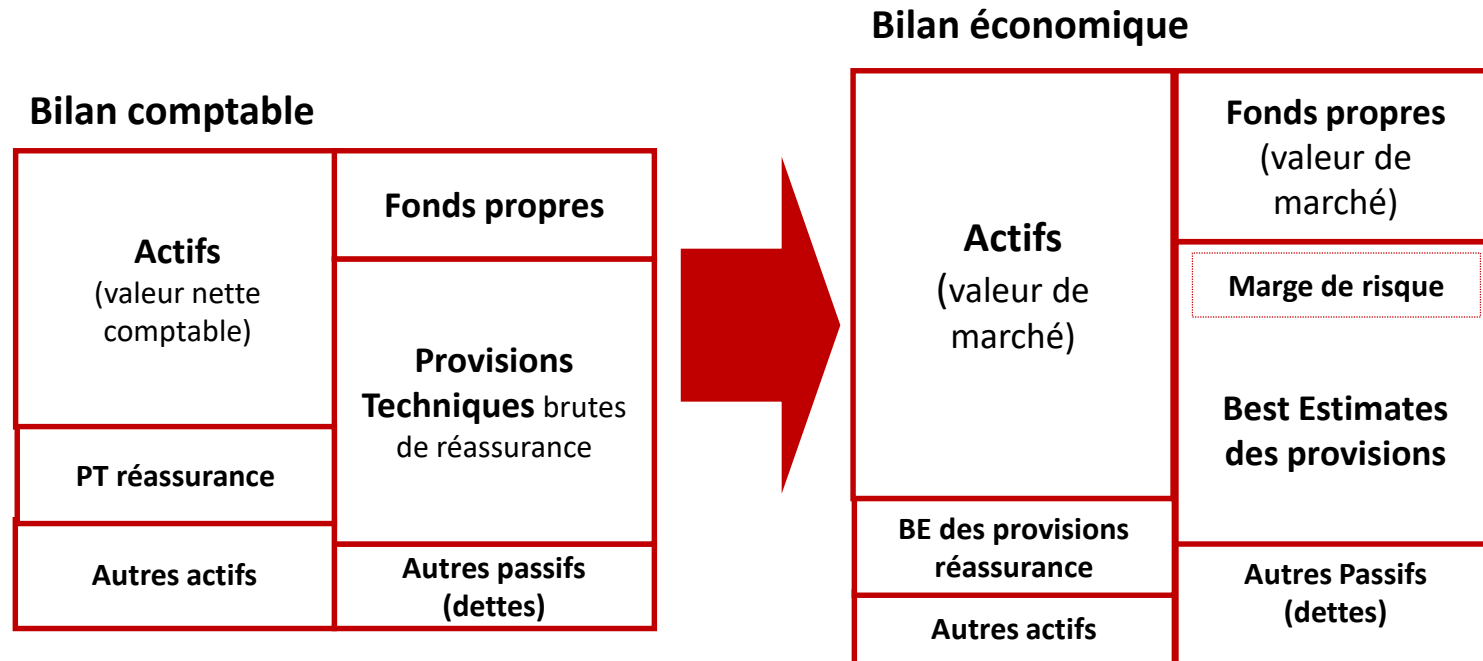 Bilan comptable
Actifs
(valeur nette
comptable)
PT réassurance
Autres actifs
Fonds propres
Provisions
Techniques brutes
de réassurance
Autres passifs
(dettes)
Bilan économique
Actifs
(valeur de
marché)
BE des provisions
réassurance
Autres actifs
Fonds propres
(valeur de
marché)
Marge de risque
Best Estimates
des provisions
Autres Passifs
(dettes)